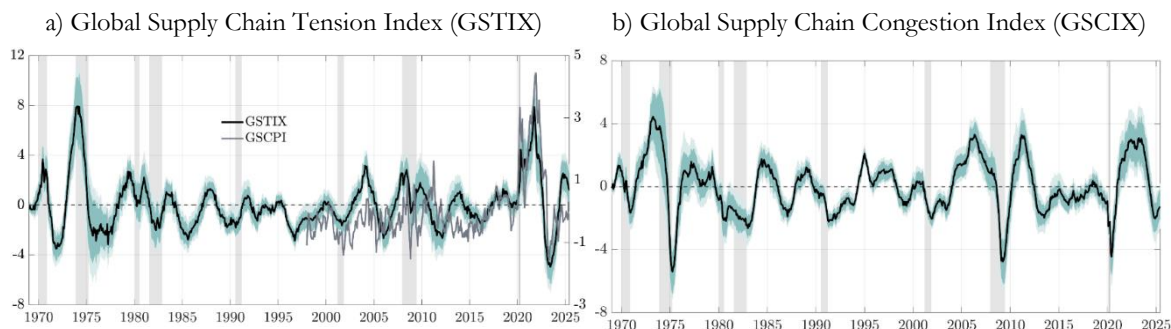 a) Global Supply Chain Tension Index (GSTIX)
12
8
4
0
-4
-8
5
3
1
-1
-3
GSTIX
GSCPI
1970 1975 1980 1985 1990 1995 2000 2005 2010 2015 2020 2025
b) Global Supply Chain Congestion Index (GSCIX)
8
4
0
-4
-8
1970 1975 1980 1985 1990 1995 2000 2005 2010 2015 2020 2025